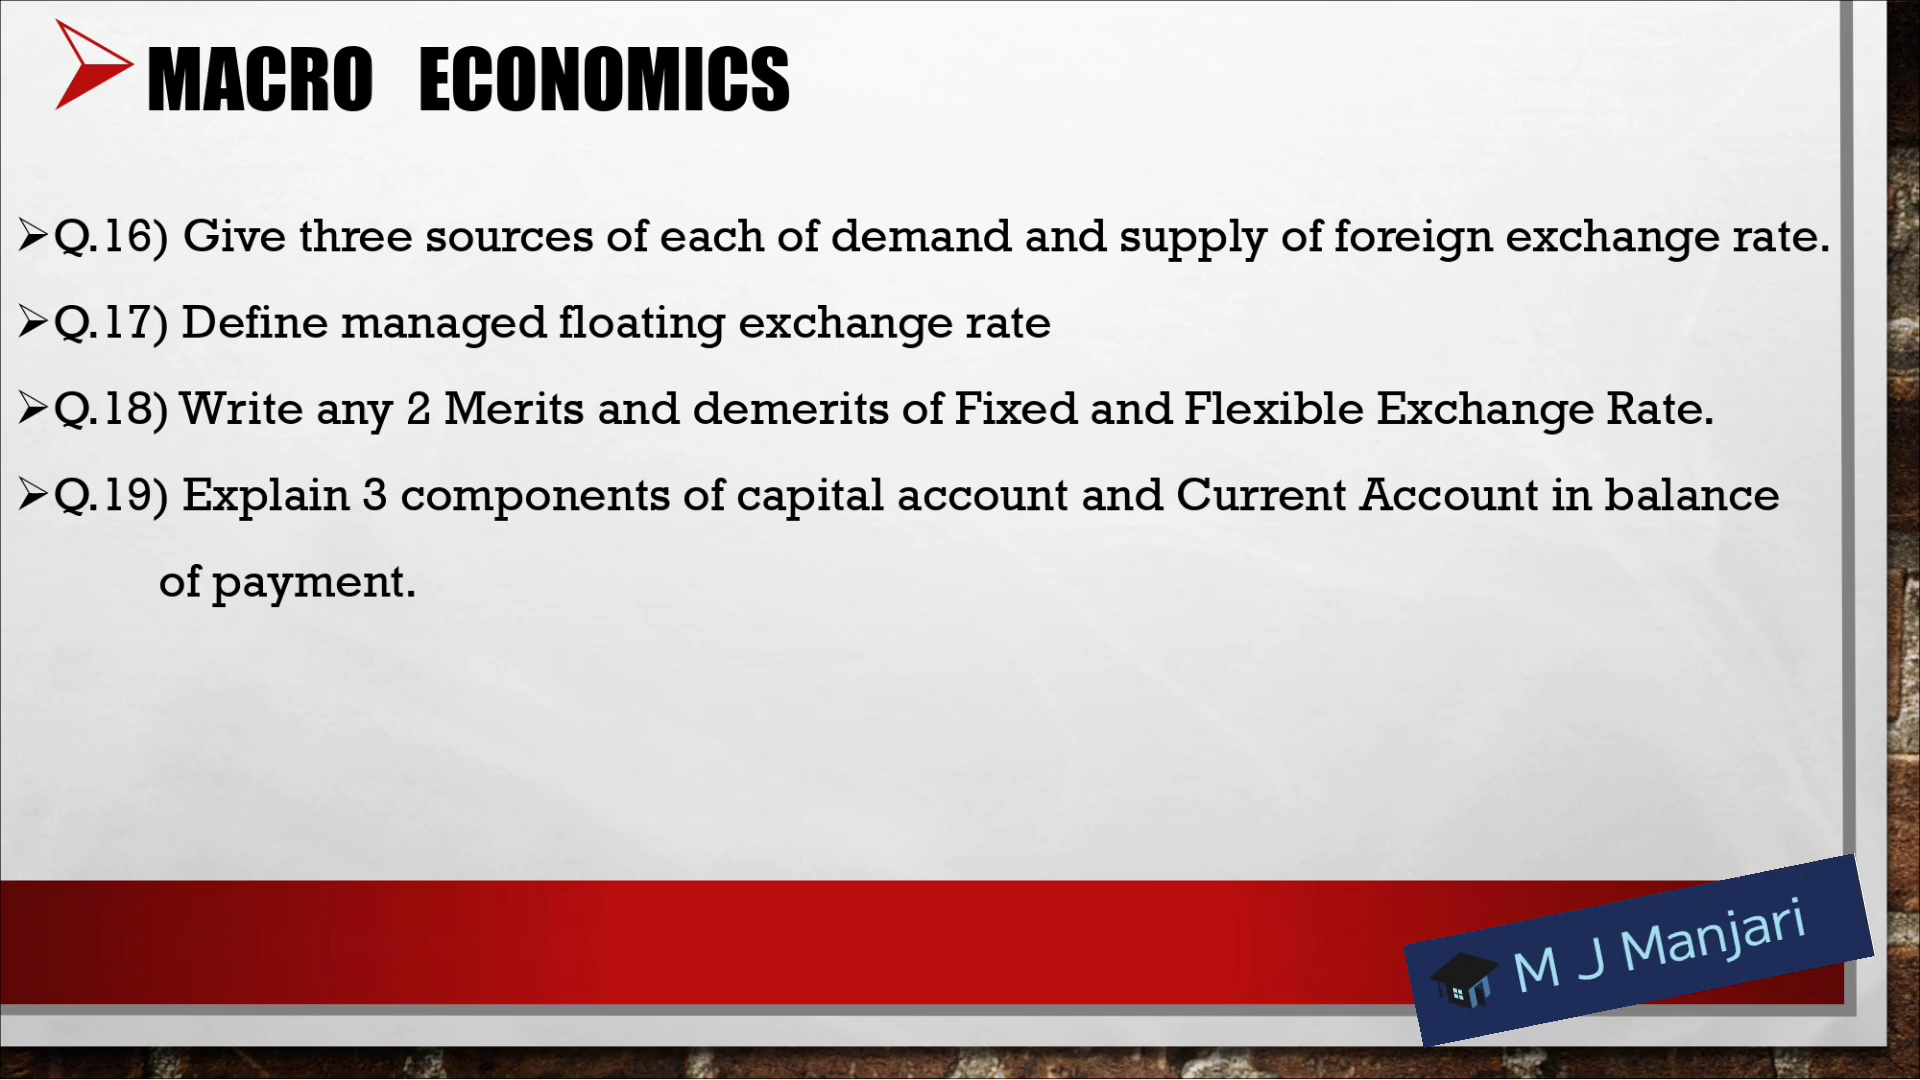 MACRO ECONOMICS
Q.16) Give three sources of each of demand and supply of foreign exchange rate.
Q.17) Define managed floating exchange rate
Q.18) Write any 2 Merits and demerits of Fixed and Flexible Exchange Rate.
Q.19) Explain 3 components of capital account and Current Account in balance
of payment.
M J Manjari